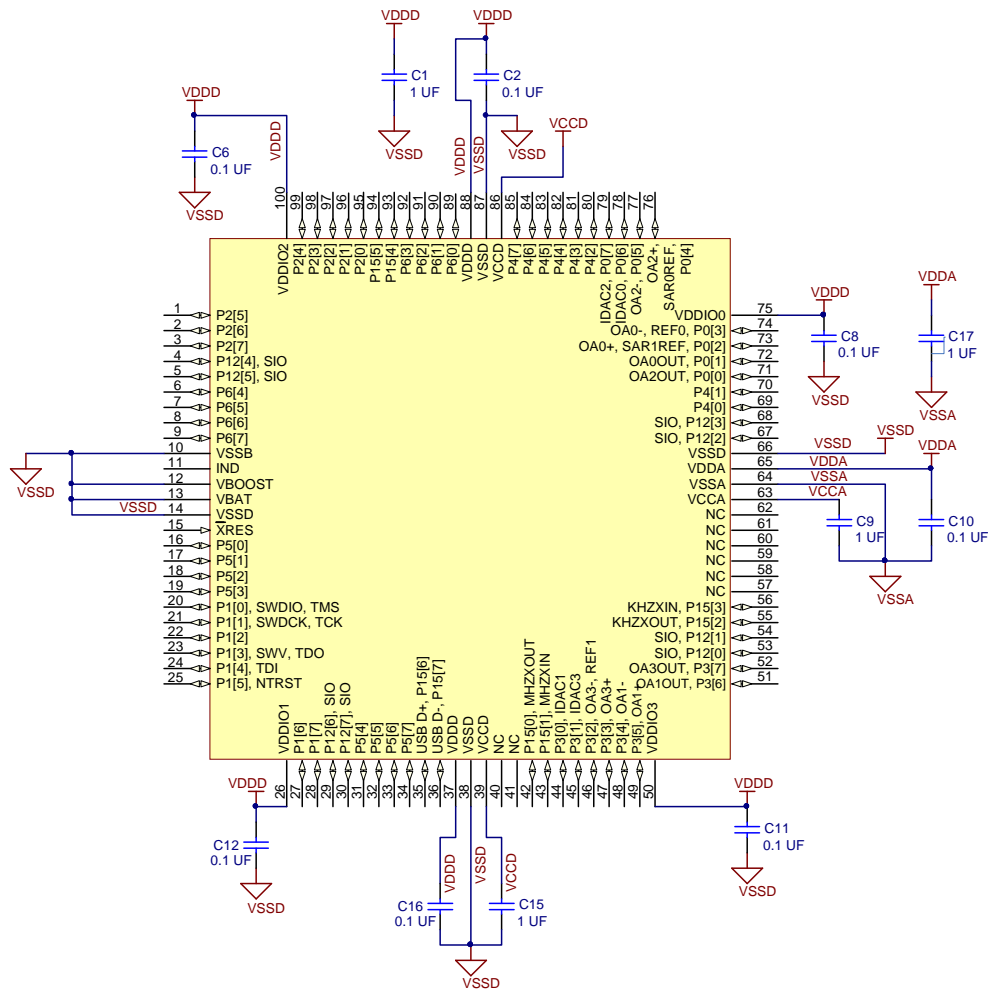 VDDD
VDDD
C1
1 UF
C2
0.1 UF
VDDD
VSSD
VSSD
VCCD
VDDD
VSSD
C6
0.1 UF
VDDD
VSSD
100
99
98
97
96
95
94
93
92
91
90
89
88
87
86
85
84
83
82
81
80
79
78
77
76
VDDIO2
P2[4]
P2[3]
P2[2]
P2[1]
P2[0]
P15[5]
P15[4]
P6[3]
P6[2]
P6[1]
P6[0]
VDDD
VSSD
VCCD
P4[7]
P4[6]
P4[5]
P4[4]
P4[3]
P4[2]
IDAC2, P0[7]
IDAC0, P0[6]
OA2-, P0[5]
OA2+,
SAR0REF,
P0[4]
1 P2[5]
2 P2[6]
3 P2[7]
4 P12[4], SIO
5 P12[5], SIO
6 P6[4]
7 P6[5]
8 P6[6]
9 P6[7]
10 VSSB
11 IND
12 VBOOST
13 VBAT
VSSD 14 VSSD
15 XRES
16 P5[0]
17 P5[1]
18 P5[2]
19 P5[3]
20 P1[0], SWDIO, TMS
21 P1[1], SWDCK, TCK
22 P1[2]
23 P1[3], SWV, TDO
24 P1[4], TDI
25 P1[5], NTRST
VSSD
VDDIO0 75
OA0-, REF0, P0[3] 74
OA0+, SAR1REF, P0[2] 73
OA0OUT, P0[1] 72
OA2OUT, P0[0] 71
P4[1] 70
P4[0] 69
SIO, P12[3] 68
SIO, P12[2] 67
VSSD 66 VSSD
VDDA 65 VDDA
VSSA 64 VSSA
VCCA 63 VCCA
NC 62
NC 61
NC 60
NC 59
NC 58
NC 57
KHZXIN, P15[3] 56
KHZXOUT, P15[2] 55
SIO, P12[1] 54
SIO, P12[0] 53
OA3OUT, P3[7] 52
OA1OUT, P3[6] 51
VDDD
C8
0.1 UF
VSSD
VDDA
C17
1 UF
VSSA
VSSD
VDDA
C9
1 UF
C10
0.1 UF
VSSA
VDDIO1
P1[6]
P1[7]
P12[6], SIO
P12[7], SIO
P5[4]
P5[5]
P5[6]
P5[7]
USB D+, P15[6]
USB D-, P15[7]
VDDD
VSSD
VCCD
NC
NC
P15[0], MHZXOUT
P15[1], MHZXIN
P3[0], IDAC1
P3[1], IDAC3
P3[2], OA3-, REF1
P3[3], OA3+
P3[4], OA1-
P3[5], OA1+
VDDIO3
26
27
28
29
30
31
32
33
34
35
36
37
38
39
40
41
42
43
44
45
46
47
48
49
50
VDDD
C12
0.1 UF
VSSD
VDDD
VSSD
VCCD
C16
0.1 UF
C15
1 UF
VSSD
VDDD
C11
0.1 UF
VSSD